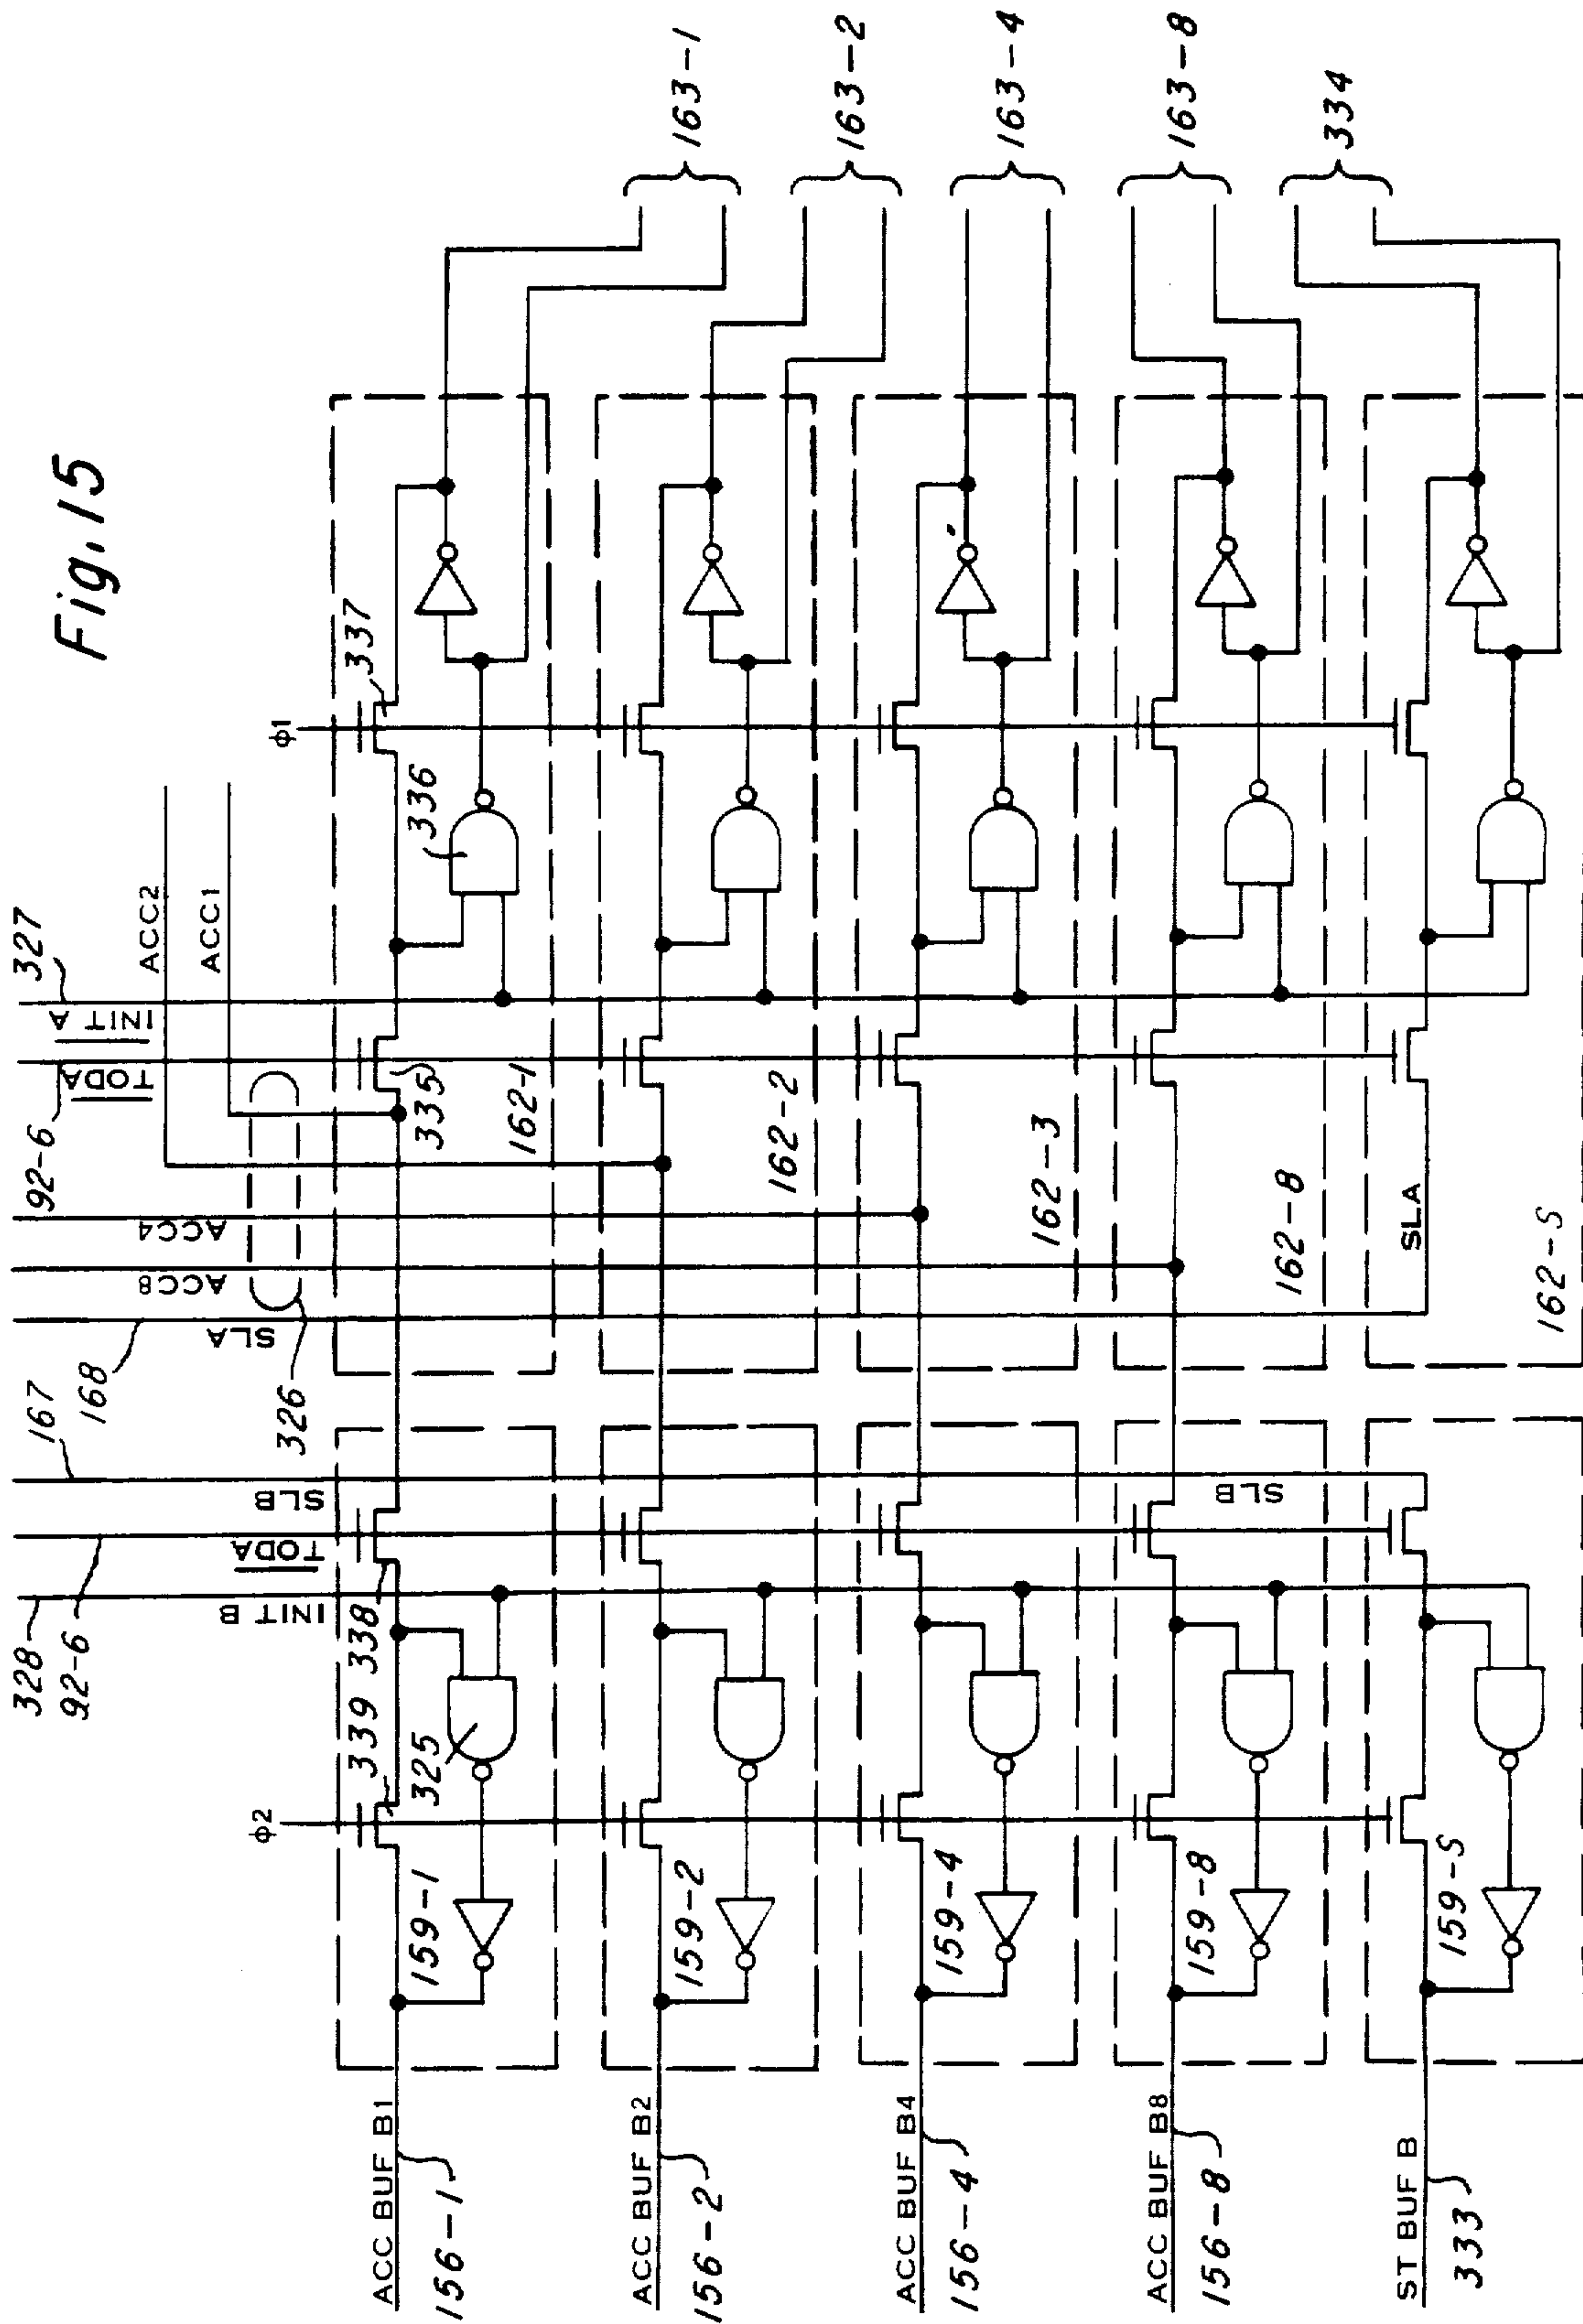 Fig. 15
163-1
163-2
163-4
163-8
334
337
336
ϕ1
ACC2
ACC1
327
INIT A
TODA
92-6
335
162-1
162-2
162-3
162-8
162-S
ACC4
ACC8
SLA
SLA
168
326
167
SLB
SLB
TODA
92-6
INIT B
328
338
339
325
ϕ2
159-1
159-2
159-4
159-8
159-S
ACC BUF B1
156-1
ACC BUF B2
156-2
ACC BUF B4
156-4
ACC BUF B8
156-8
ST BUF B
333